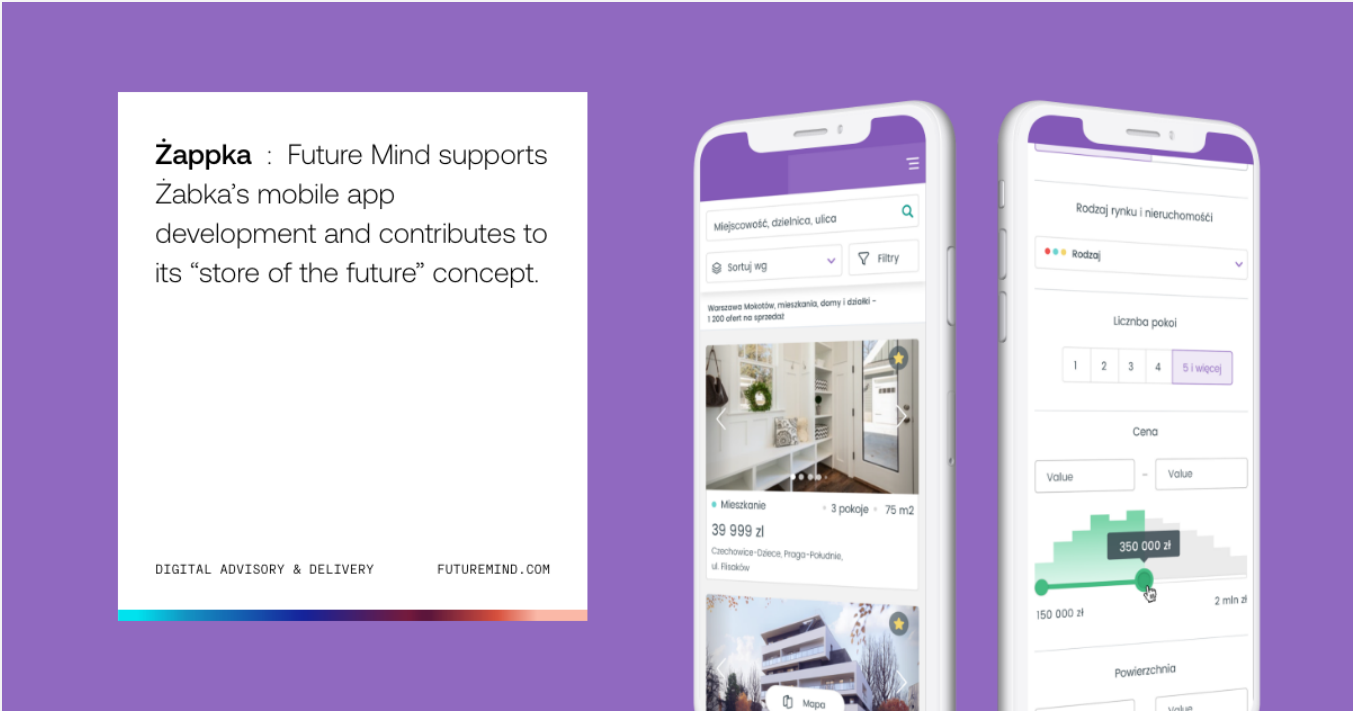 Żappka : Future Mind supports
Żabka's mobile app
development and contributes to
its “store of the future” concept.
DIGITAL ADVISORY & DELIVERY
FUTUREMIND.COM
Miejscowość, dzielnica, ulica
Sortuj wg
Filtry
Warszawa Mokotów, mieszkania, domy i działki –
1 200 ofert na sprzedaż
Mieszkanie
3 pokoje
75 m2
39 999 zł
Czechowice-Dziece, Praga-Południe,
ul. Flisaków
Mapa
Rodzaj rynku i nieruchomośći
Rodzaj
Licznba pokoi
1
2
3
4
5 i więcej
Cena
Value
–
Value
350 000 zł
150 000 zł
2 mln zł
Powierzchnia
Value